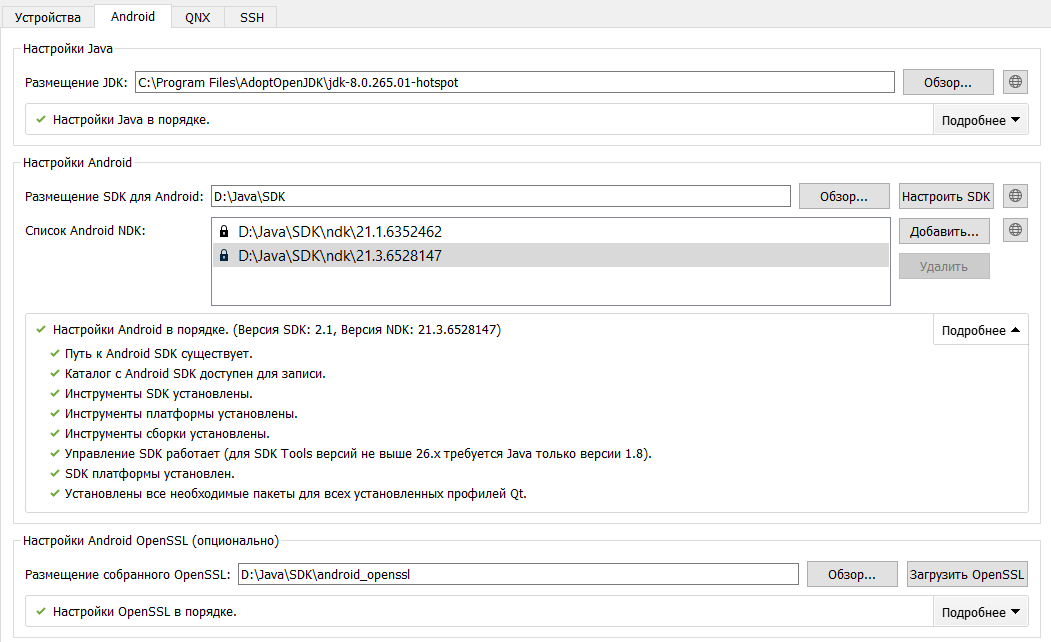 Устройства Android QNX SSH
Настройки Java
Размещение JDK: C:\Program Files\AdoptOpenJDK\jdk-8.0.265.01-hotspot Обзор...
Настройки Java в порядке. Подробнее
Настройки Android
Размещение SDK для Android: D:\Java\SDK Обзор... Настроить SDK
Список Android NDK: D:\Java\SDK\ndk\21.1.6352462 Добавить...
D:\Java\SDK\ndk\21.3.6528147 Удалить
Настройки Android в порядке. (Версия SDK: 2.1, Версия NDK: 21.3.6528147) Подробнее
Путь к Android SDK существует.
Каталог с Android SDK доступен для записи.
Инструменты SDK установлены.
Инструменты платформы установлены.
Инструменты сборки установлены.
Управление SDK работает (для SDK Tools версий не выше 26.x требуется Java только версии 1.8).
SDK платформы установлен.
Установлены все необходимые пакеты для всех установленных профилей Qt.
Настройки Android OpenSSL (опционально)
Размещение собранного OpenSSL: D:\Java\SDK\android_openssl Обзор... Загрузить OpenSSL
Настройки OpenSSL в порядке. Подробнее